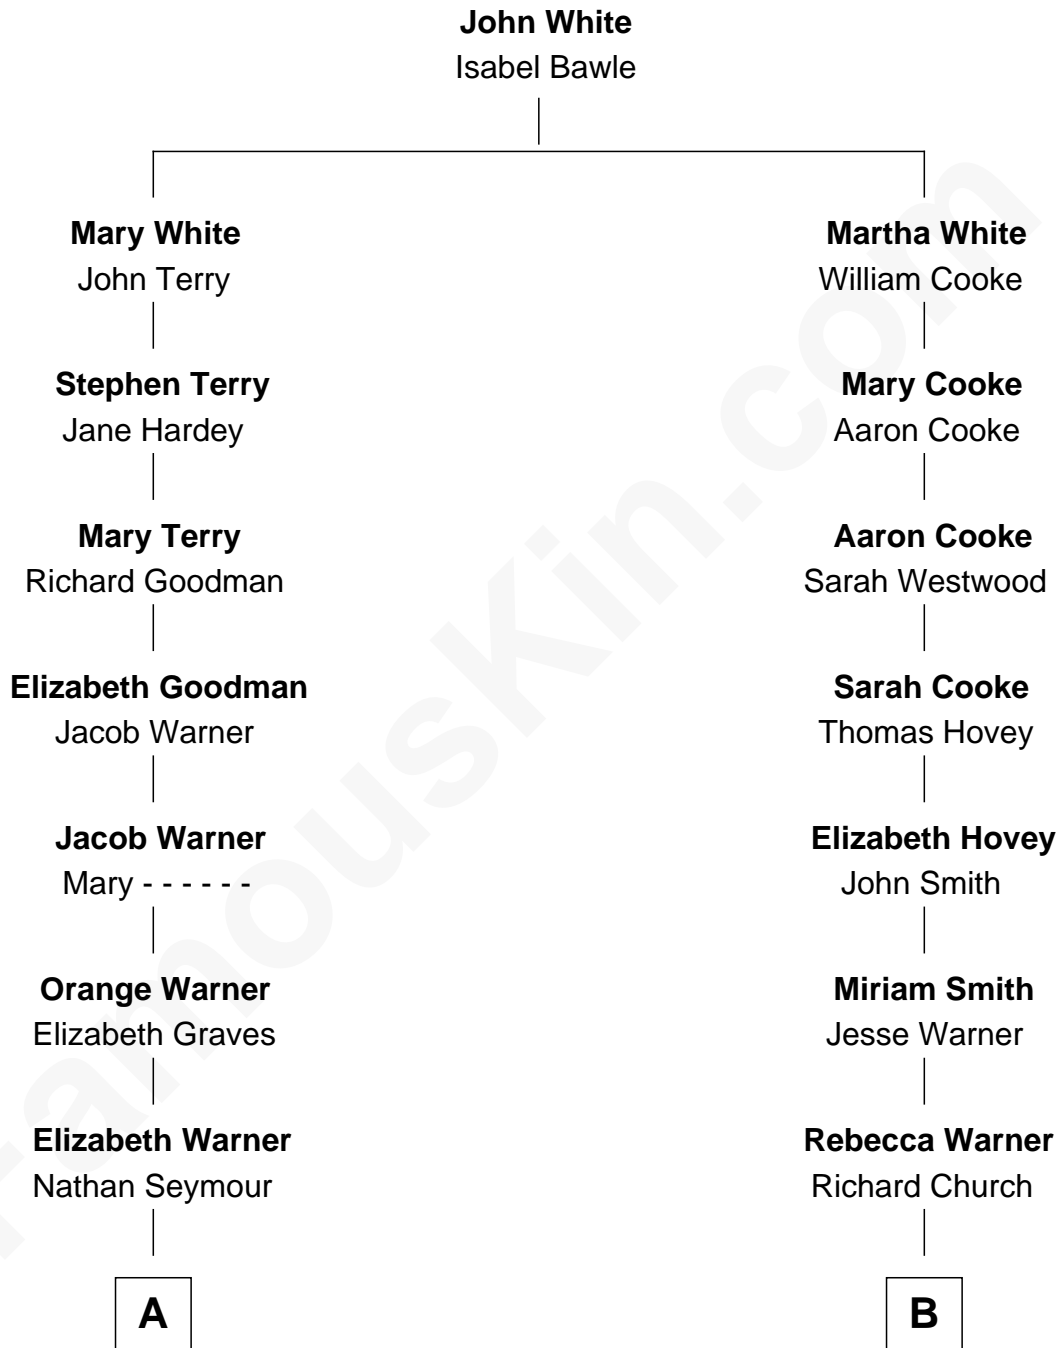 John White
Isabel Bawle
Mary White
John Terry
Martha White
William Cooke
Stephen Terry
Jane Hardey
Mary Cooke
Aaron Cooke
Mary Terry
Richard Goodman
Aaron Cooke
Sarah Westwood
Elizabeth Goodman
Jacob Warner
Sarah Cooke
Thomas Hovey
Jacob Warner
Mary - - - - - -
Elizabeth Hovey
John Smith
Orange Warner
Elizabeth Graves
Miriam Smith
Jesse Warner
Elizabeth Warner
Nathan Seymour
Rebecca Warner
Richard Church
A
B
FamousKin.com